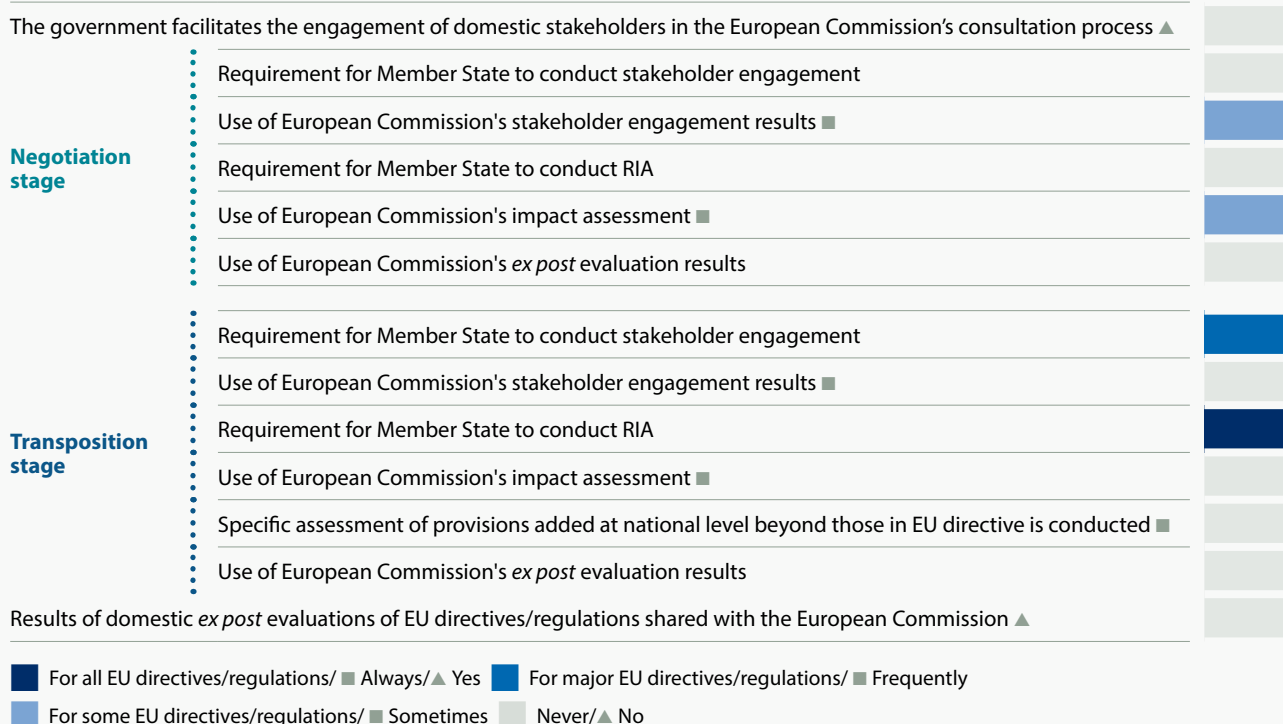 The government facilitates the engagement of domestic stakeholders in the European Commission’s consultation process ▲
Negotiation
stage
Requirement for Member State to conduct stakeholder engagement
Use of European Commission's stakeholder engagement results ■
Requirement for Member State to conduct RIA
Use of European Commission's impact assessment ■
Use of European Commission's ex post evaluation results
Transposition
stage
Requirement for Member State to conduct stakeholder engagement
Use of European Commission's stakeholder engagement results ■
Requirement for Member State to conduct RIA
Use of European Commission's impact assessment ■
Specific assessment of provisions added at national level beyond those in EU directive is conducted ■
Use of European Commission's ex post evaluation results
Results of domestic ex post evaluations of EU directives/regulations shared with the European Commission ▲
For all EU directives/regulations/ ■ Always/▲ Yes For major EU directives/regulations/ ■ Frequently
For some EU directives/regulations/ ■ Sometimes Never/▲ No